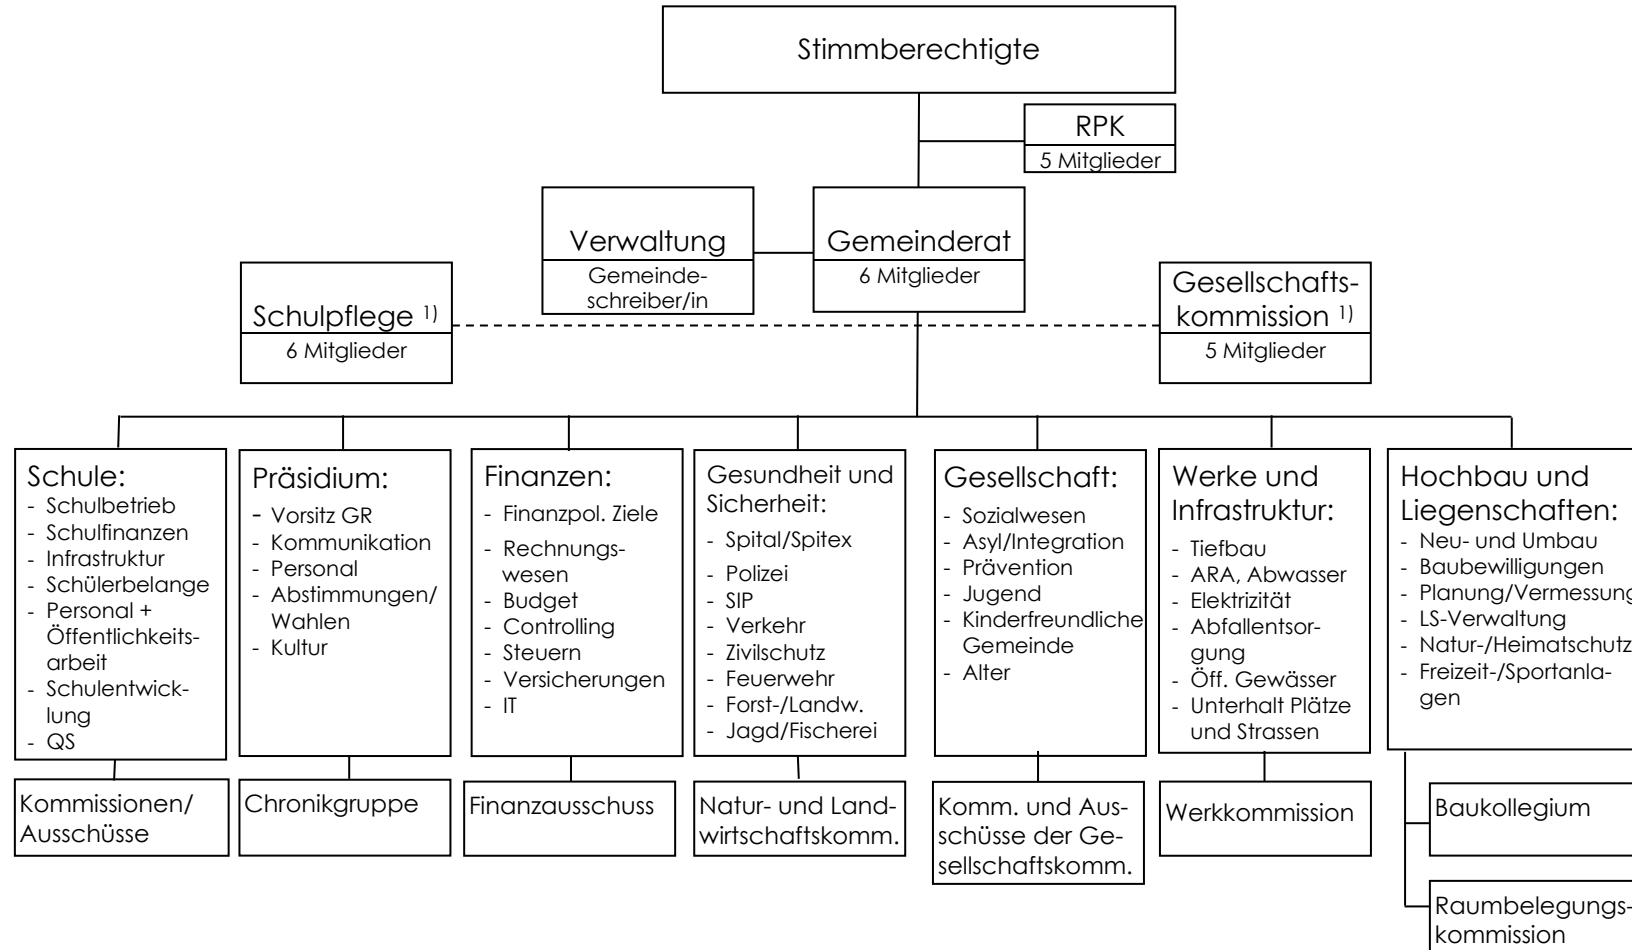 Stimmberechtigte
RPK
5 Mitglieder
Verwaltung
Gemeinde-
schreiber/in
Gemeinderat
6 Mitglieder
Schulpflege 1)
6 Mitglieder
Gesellschafts-
kommission 1)
5 Mitglieder
Schule:
- Schulbetrieb
- Schulfinanzen
- Infrastruktur
- Schülerbelange
- Personal +
Öffentlichkeits-
arbeit
- Schulentwick-
lung
- QS
Kommissionen/
Ausschüsse
Präsidium:
- Vorsitz GR
- Kommunikation
- Personal
- Abstimmungen/
Wahlen
- Kultur
Chronikgruppe
Finanzen:
- Finanzpol. Ziele
- Rechnungs-
wesen
- Budget
- Controlling
- Steuern
- Versicherungen
- IT
Finanzausschuss
Gesundheit und
Sicherheit:
- Spital/Spitex
- Polizei
- SIP
- Verkehr
- Zivilschutz
- Feuerwehr
- Forst-/Landw.
- Jagd/Fischerei
Natur- und Land-
wirtschaftskomm.
Gesellschaft:
- Sozialwesen
- Asyl/Integration
- Prävention
- Jugend
- Kinderfreundliche
Gemeinde
- Alter
Komm. und Aus-
schüsse der Ge-
sellschaftskomm.
Werke und
Infrastruktur:
- Tiefbau
- ARA, Abwasser
- Elektrizität
- Abfallentsor-
gung
- Öff. Gewässer
- Unterhalt Plätze
und Strassen
Werkkommission
Hochbau und
Liegenschaften:
- Neu- und Umbau
- Baubewilligungen
- Planung/Vermessung
- LS-Verwaltung
- Natur-/Heimatschutz
- Freizeit-/Sportanla-
gen
Baukollegium
Raumbelegungs-
kommission